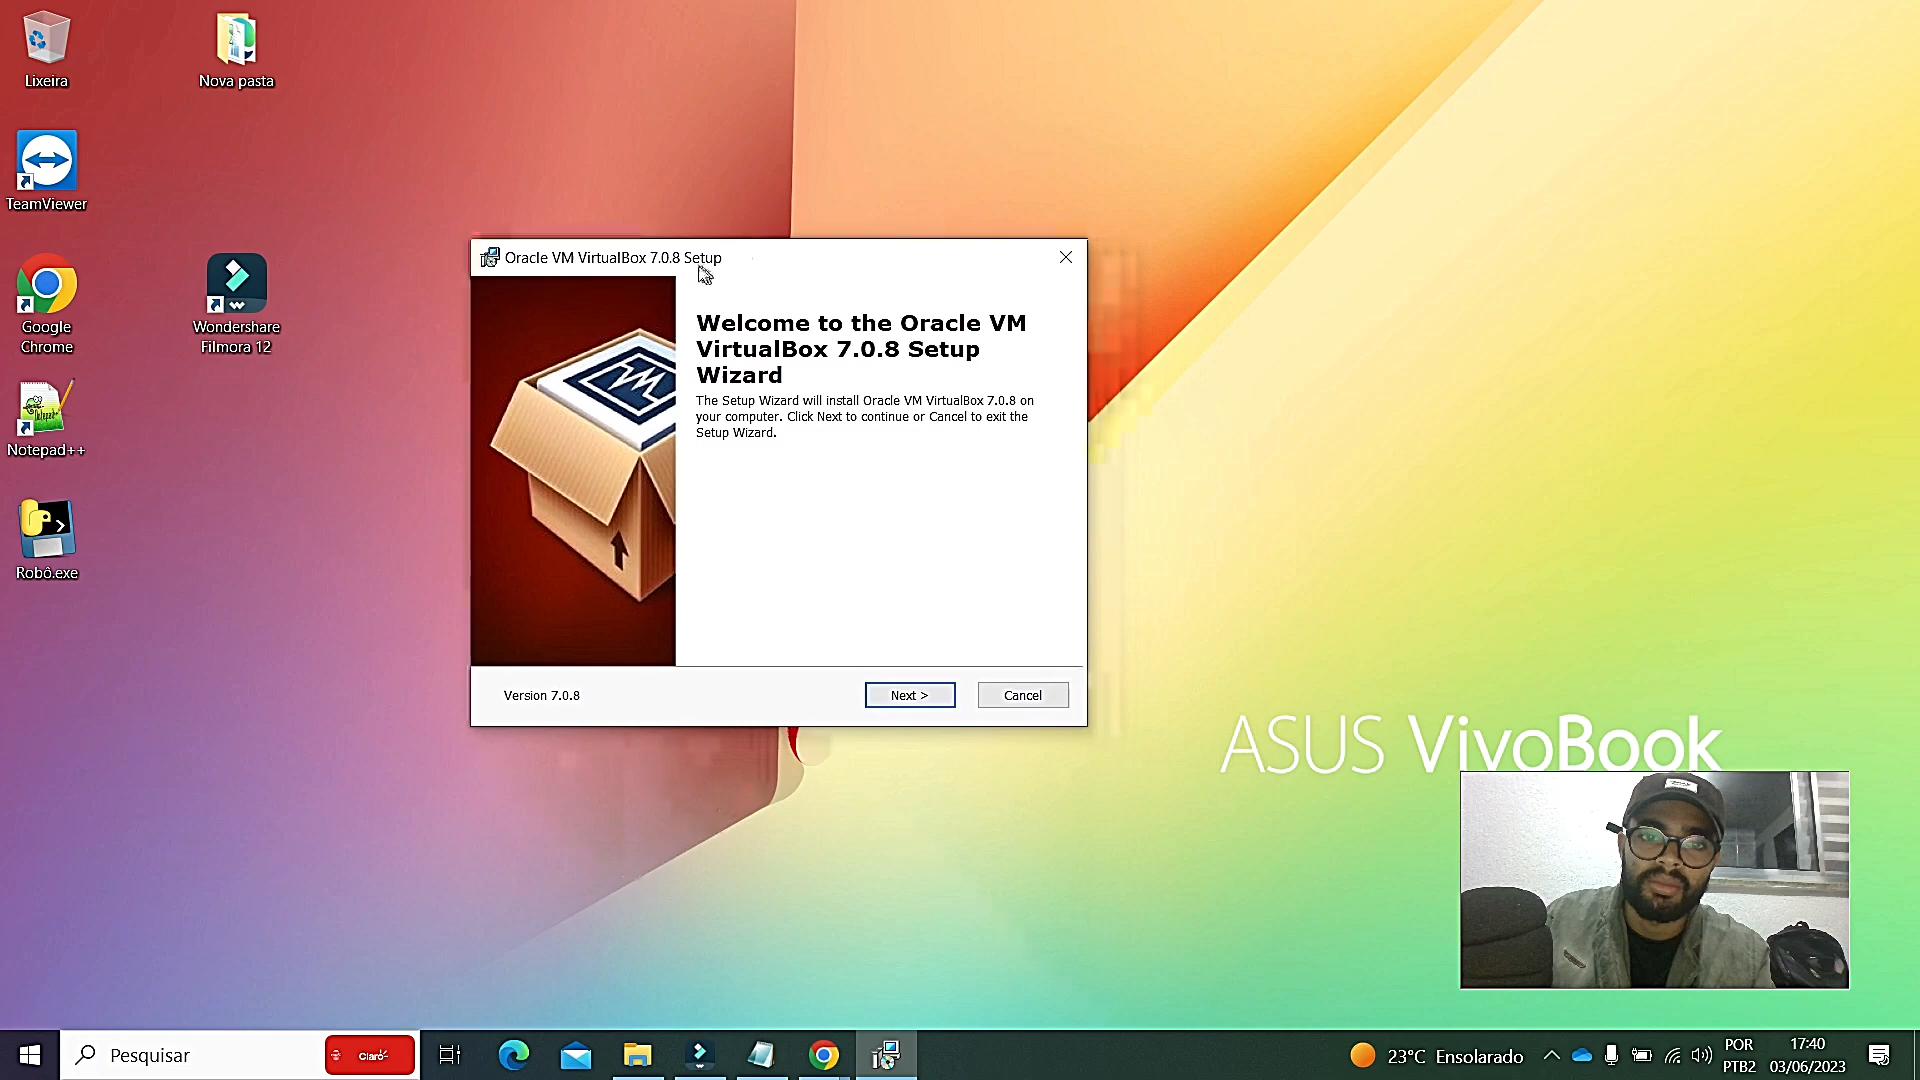 Lixeira
Nova pasta
TeamViewer
Google
Chrome
Wondershare
Filmora 12
Notepad++
Robô.exe
Oracle VM VirtualBox 7.0.8 Setup
Welcome to the Oracle VM
VirtualBox 7.0.8 Setup
Wizard
The Setup Wizard will install Oracle VM VirtualBox 7.0.8 on
your computer. Click Next to continue or Cancel to exit the
Setup Wizard.
Version 7.0.8
Next >
Cancel
ASUS VivoBook
Pesquisar
Claro
23°C Ensolarado
POR
PTB2
17:40
03/06/2023